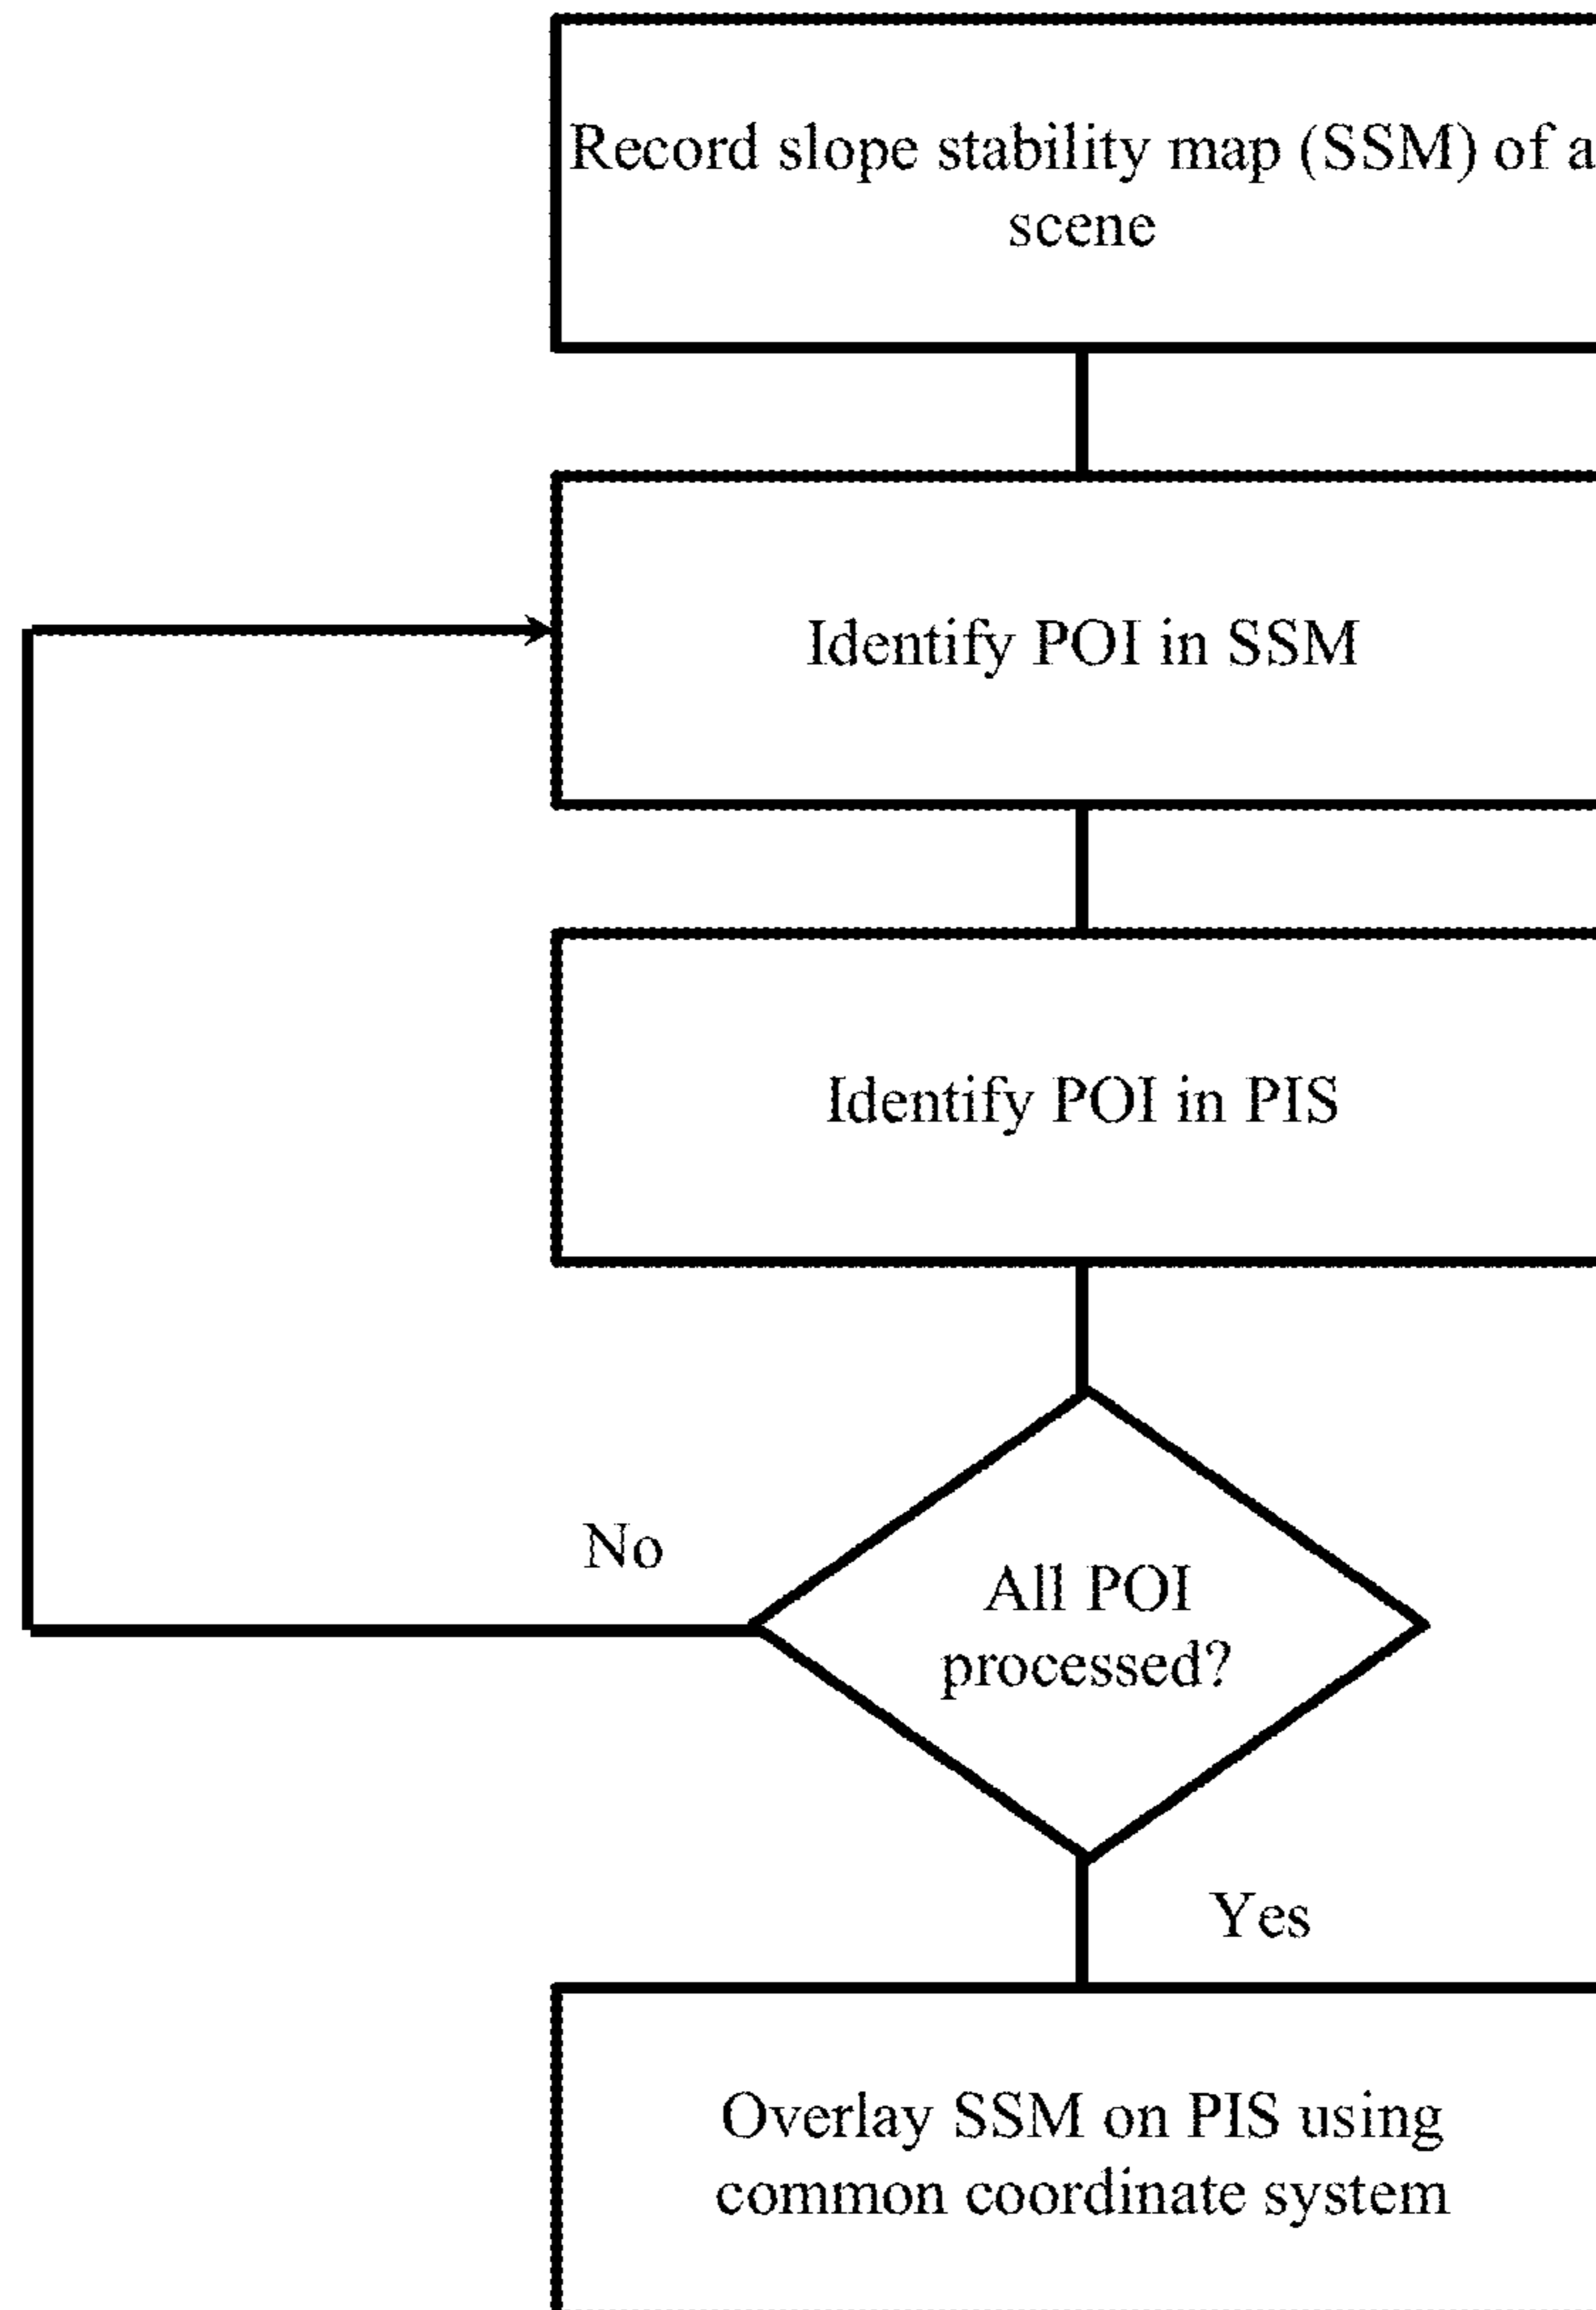 Record slope stability map (SSM) of a
scene
Identify POI in SSM
Identify POI in PIS
No
All POI
processed?
Yes
Overlay SSM on PIS using
common coordinate system